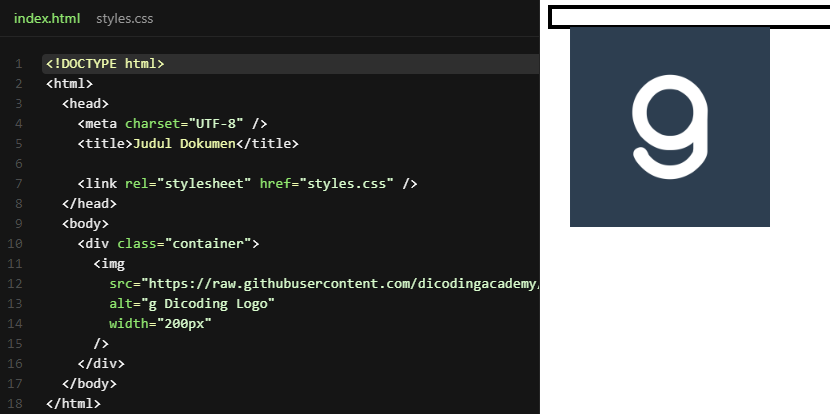 index.html styles.css
1 <!DOCTYPE html>
2 <html>
3 <head>
4 <meta charset="UTF-8" />
5 <title>Judul Dokumen</title>
6
7 <link rel="stylesheet" href="styles.css" />
8 </head>
9 <body>
10 <div class="container">
11 <img
12 src="https://raw.githubusercontent.com/dicodingacademy/
13 alt="g Dicoding Logo"
14 width="200px"
15 />
16 </div>
17 </body>
18 </html>
g